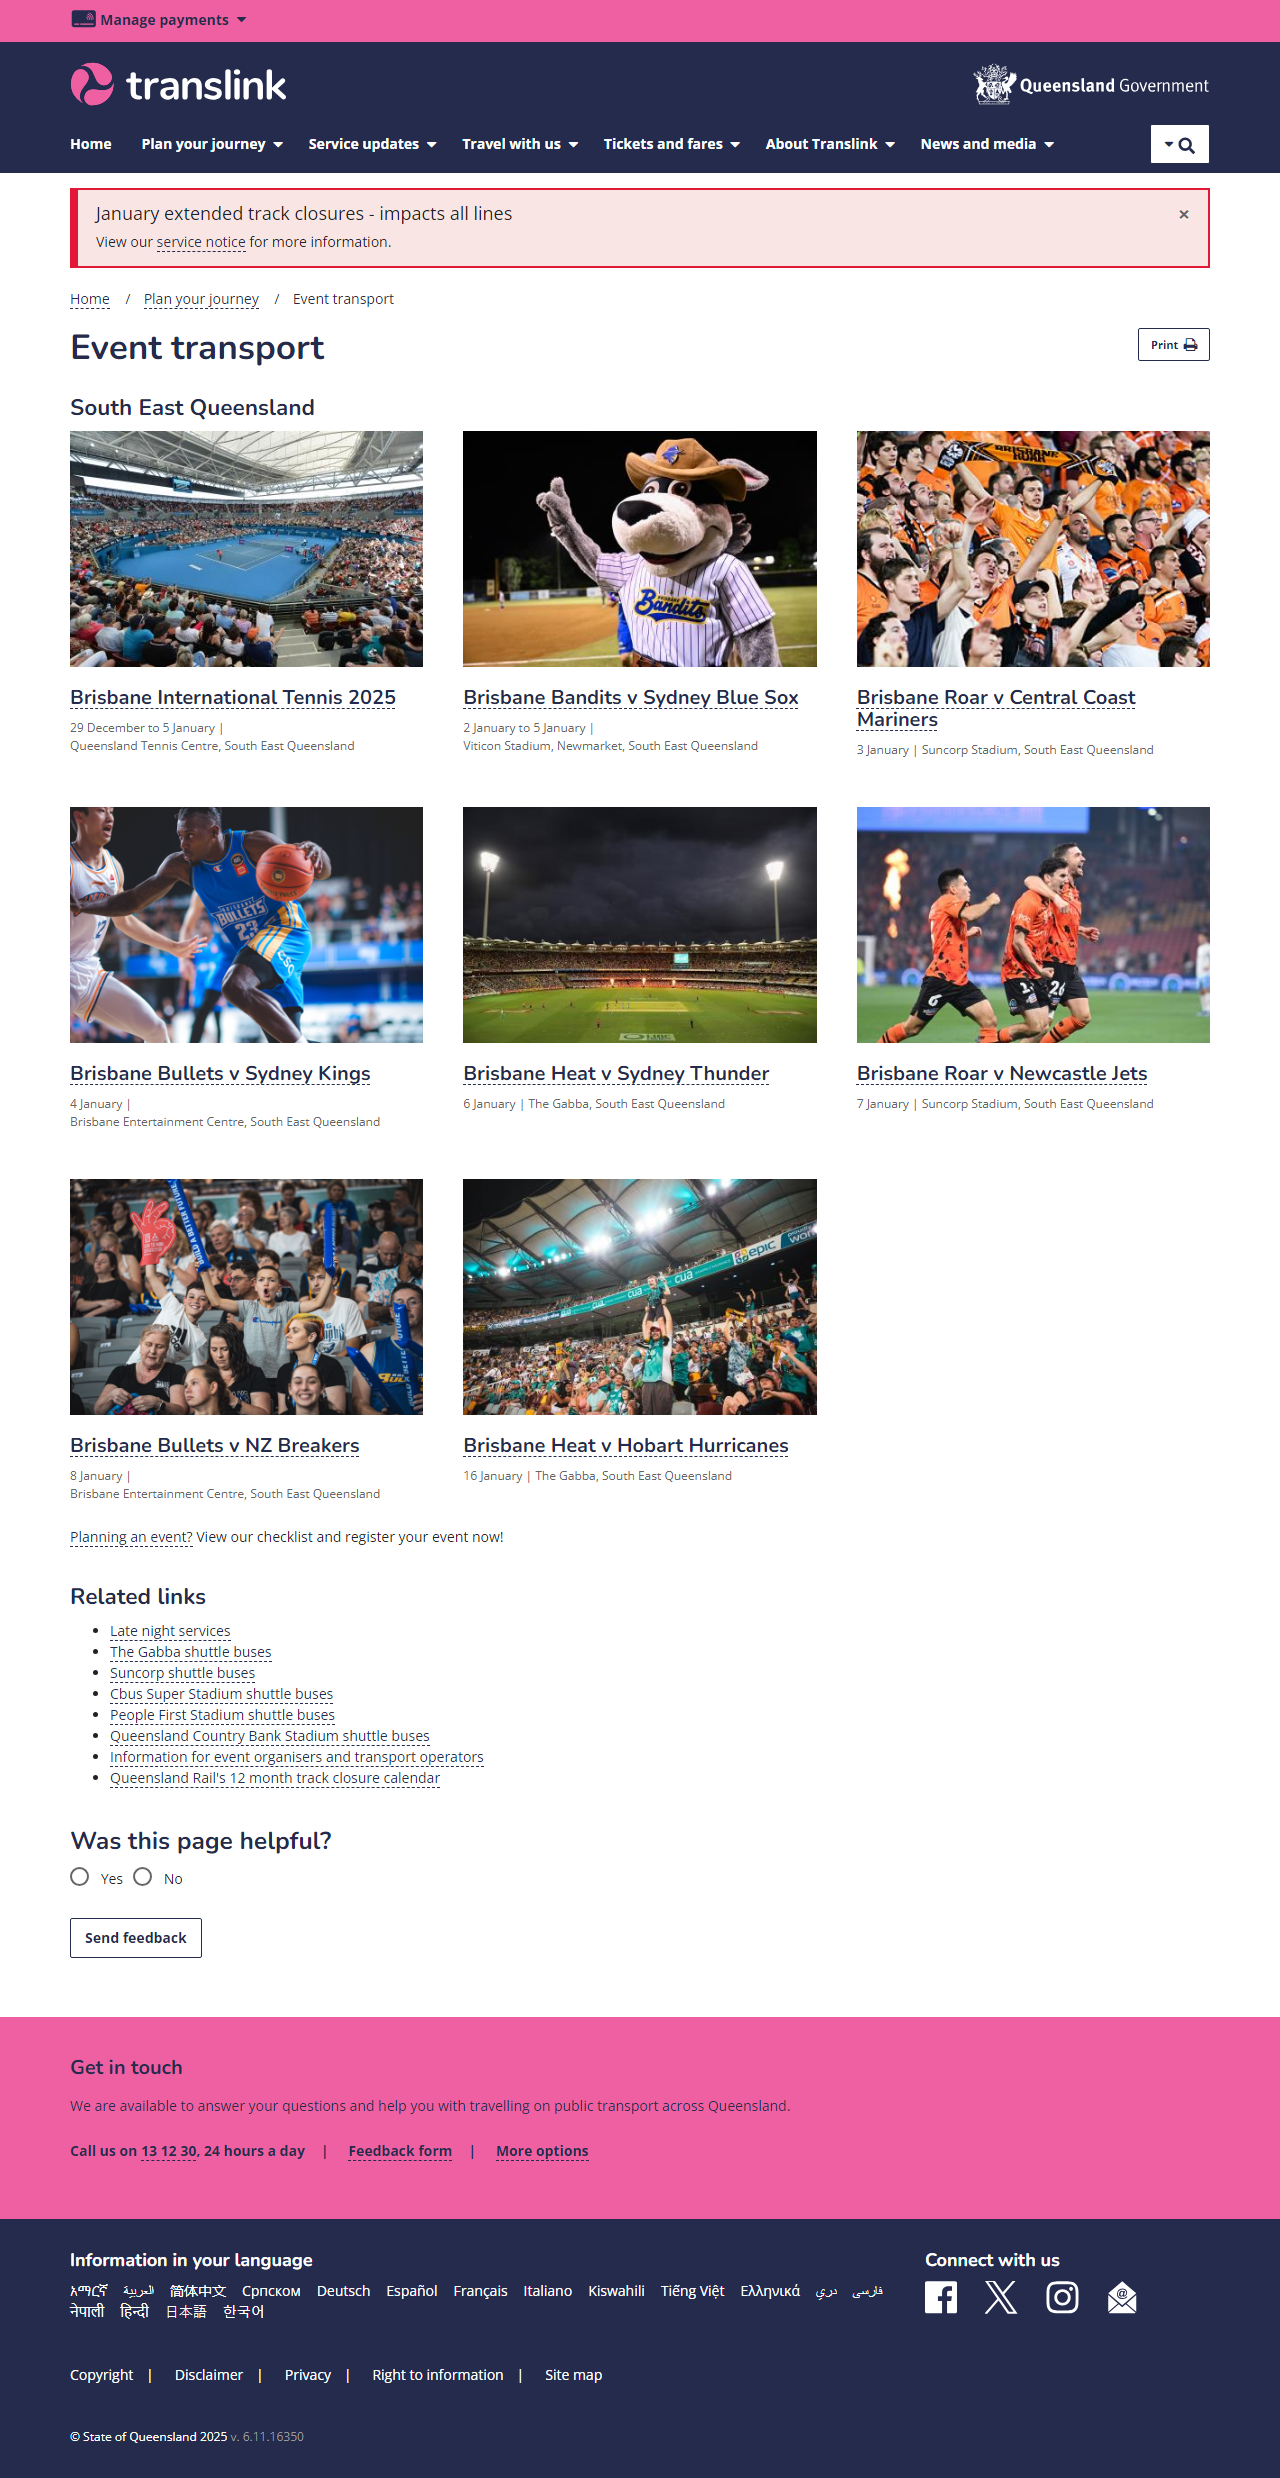 Manage payments
translink
Queensland Government
Home Plan your journey Service updates Travel with us Tickets and fares About Translink News and media
January extended track closures - impacts all lines ×
View our service notice for more information.
Home / Plan your journey / Event transport
Event transport
Print
South East Queensland
BRISBANE ROAR
Bandits
Brisbane International Tennis 2025
29 December to 5 January |
Queensland Tennis Centre, South East Queensland
Brisbane Bandits v Sydney Blue Sox
2 January to 5 January |
Viticon Stadium, Newmarket, South East Queensland
Brisbane Roar v Central Coast
Mariners
3 January | Suncorp Stadium, South East Queensland
BULLETS
23
6
26
Brisbane Bullets v Sydney Kings
4 January |
Brisbane Entertainment Centre, South East Queensland
Brisbane Heat v Sydney Thunder
6 January | The Gabba, South East Queensland
Brisbane Roar v Newcastle Jets
7 January | Suncorp Stadium, South East Queensland
BUILD A BETTER FUTURE
epic
cua
cua
Brisbane Bullets v NZ Breakers
8 January |
Brisbane Entertainment Centre, South East Queensland
Brisbane Heat v Hobart Hurricanes
16 January | The Gabba, South East Queensland
Planning an event? View our checklist and register your event now!
Related links
Late night services
The Gabba shuttle buses
Suncorp shuttle buses
Cbus Super Stadium shuttle buses
People First Stadium shuttle buses
Queensland Country Bank Stadium shuttle buses
Information for event organisers and transport operators
Queensland Rail's 12 month track closure calendar
Was this page helpful?
Yes No
Send feedback
Get in touch
We are available to answer your questions and help you with travelling on public transport across Queensland.
Call us on 13 12 30, 24 hours a day | Feedback form | More options
Information in your language
አማርኛ العربية 简体中文 Српском Deutsch Español Français Italiano Kiswahili Tiếng Việt Ελληνικά دری فارسی
नेपाली हिन्दी 日本語 한국어
Connect with us
Copyright | Disclaimer | Privacy | Right to information | Site map
© State of Queensland 2025 v. 6.11.16350